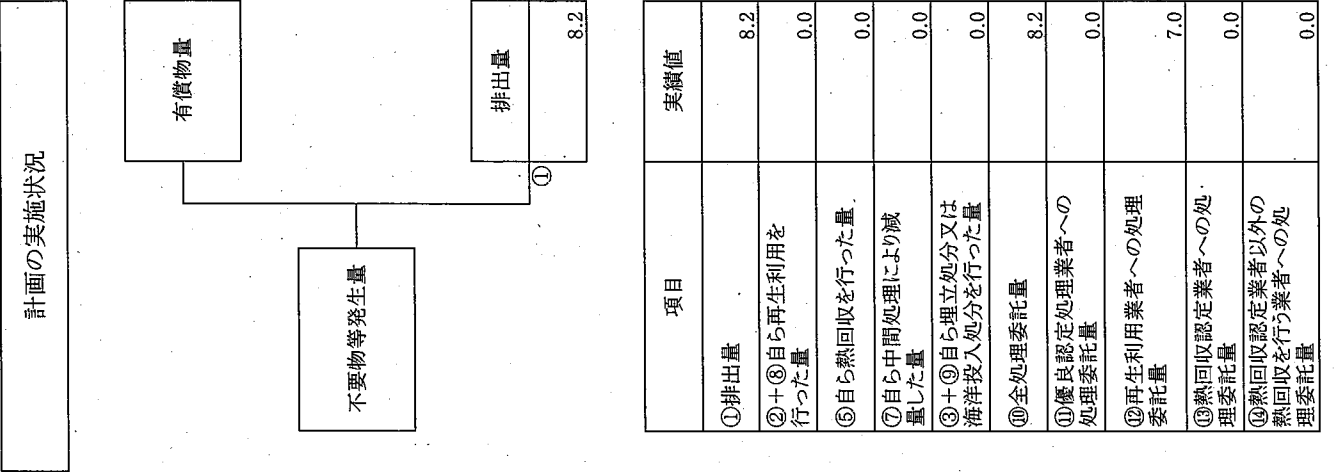 計画の実施状況
有償物量
不要物等発生量
排出量
①
8.2
項目
実績値
①排出量
8.2
②+⑧自ら再生利用を
行った量
0.0
⑤自ら熱回収を行った量
0.0
⑦自ら中間処理により減
量した量
0.0
③+⑨自ら埋立処分又は
海洋投入処分を行った量
0.0
⑩全処理委託量
8.2
⑪優良認定処理業者への
処理委託量
0.0
⑫再生利用業者への処理
委託量
7.0
⑬熱回収認定業者への処
理委託量
0.0
⑭熱回収認定業者以外の
熱回収を行う業者への処
理委託量
0.0